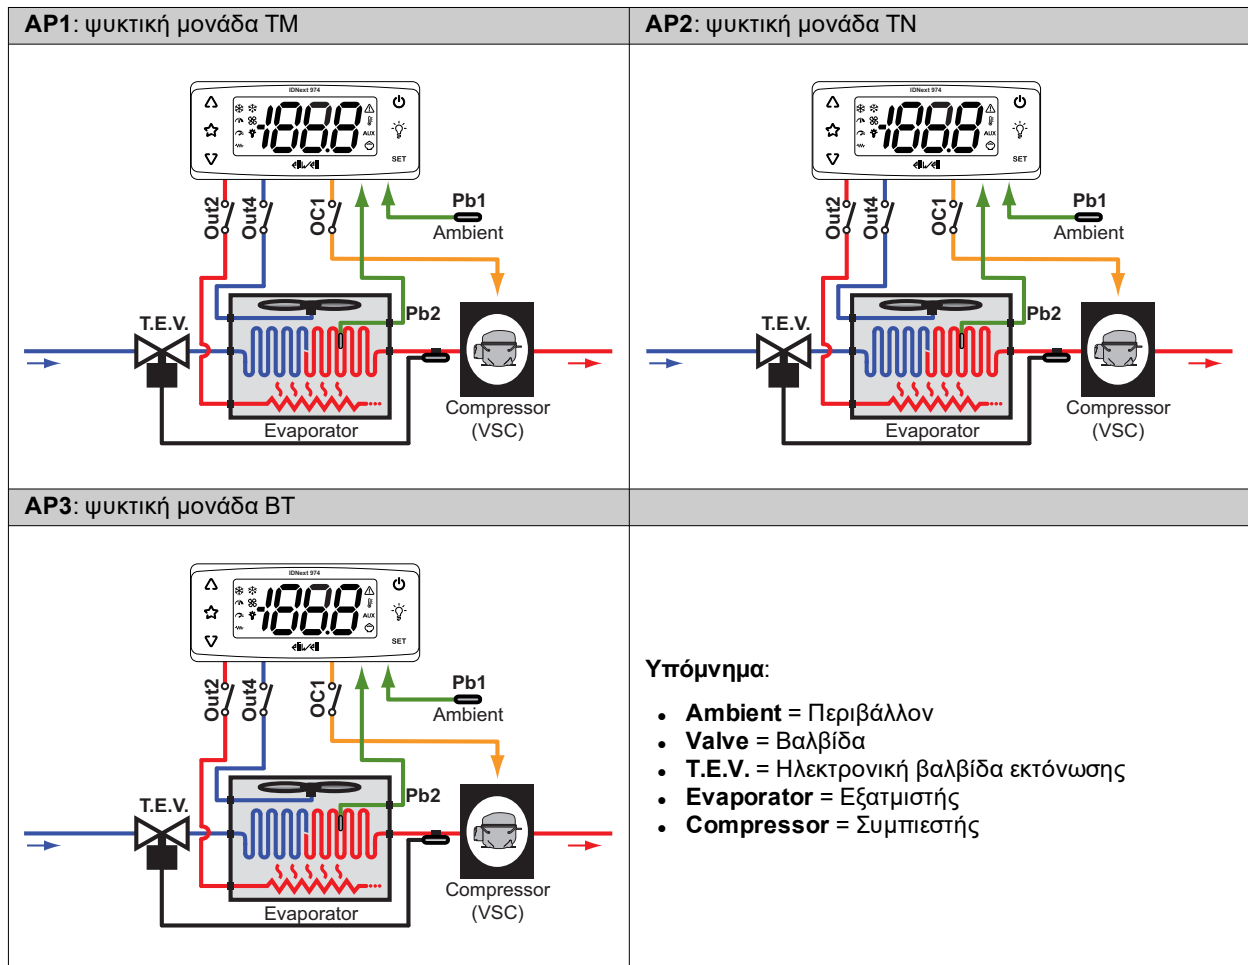 AP1: ψυκτική μονάδα TM
IDNext 974
188.8
AUX
SET
eliwell
Out2
Out4
OC1
Pb1
Ambient
T.E.V.
Pb2
Evaporator
Compressor
(VSC)
AP2: ψυκτική μονάδα TN
IDNext 974
188.8
AUX
SET
eliwell
Out2
Out4
OC1
Pb1
Ambient
T.E.V.
Pb2
Evaporator
Compressor
(VSC)
AP3: ψυκτική μονάδα BT
IDNext 974
188.8
AUX
SET
eliwell
Out2
Out4
OC1
Pb1
Ambient
T.E.V.
Pb2
Evaporator
Compressor
(VSC)
Υπόμνημα:
• Ambient = Περιβάλλον
• Valve = Βαλβίδα
• T.E.V. = Ηλεκτρονική βαλβίδα εκτόνωσης
• Evaporator = Εξατμιστής
• Compressor = Συμπιεστής